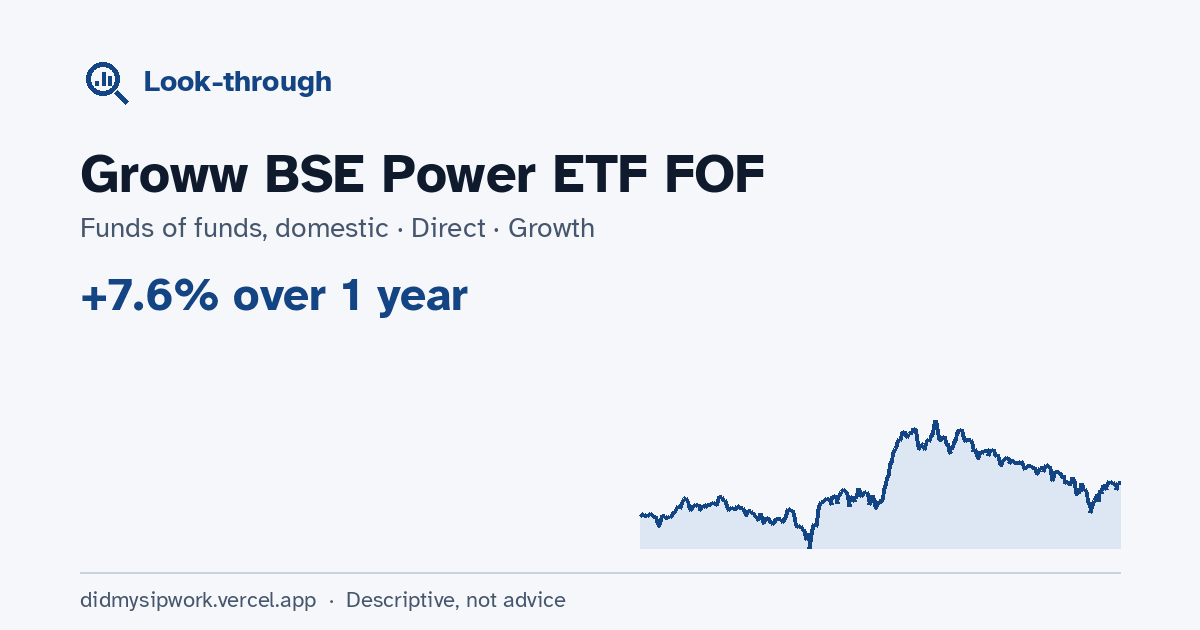 Look-through
Groww BSE Power ETF FOF
Funds of funds, domestic · Direct · Growth
+7.6% over 1 year
didmysipwork.vercel.app · Descriptive, not advice